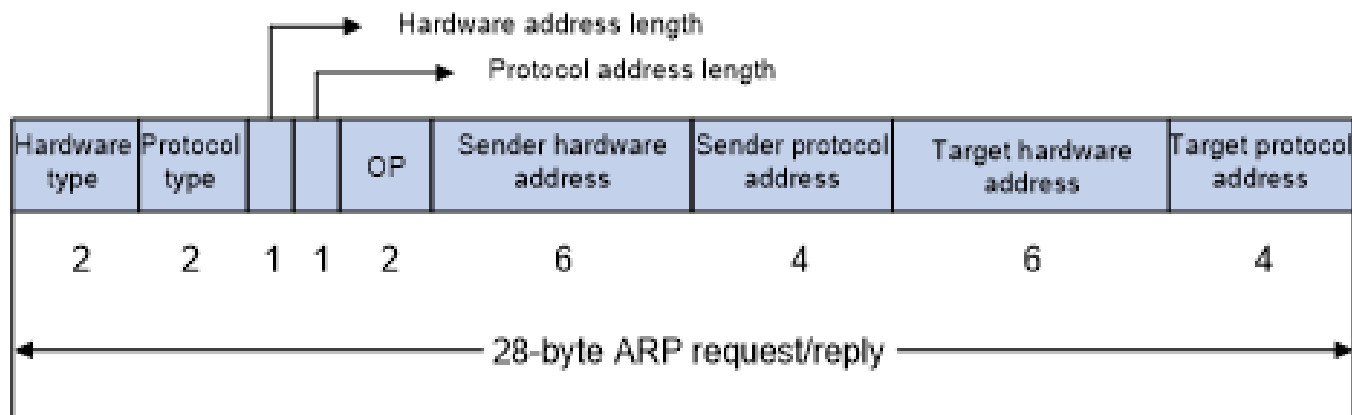 Hardware address length
Protocol address length
Hardware type
Protocol type
OP
Sender hardware address
Sender protocol address
Target hardware address
Target protocol address
2 2 1 1 2 6 4 6 4
28-byte ARP request/reply